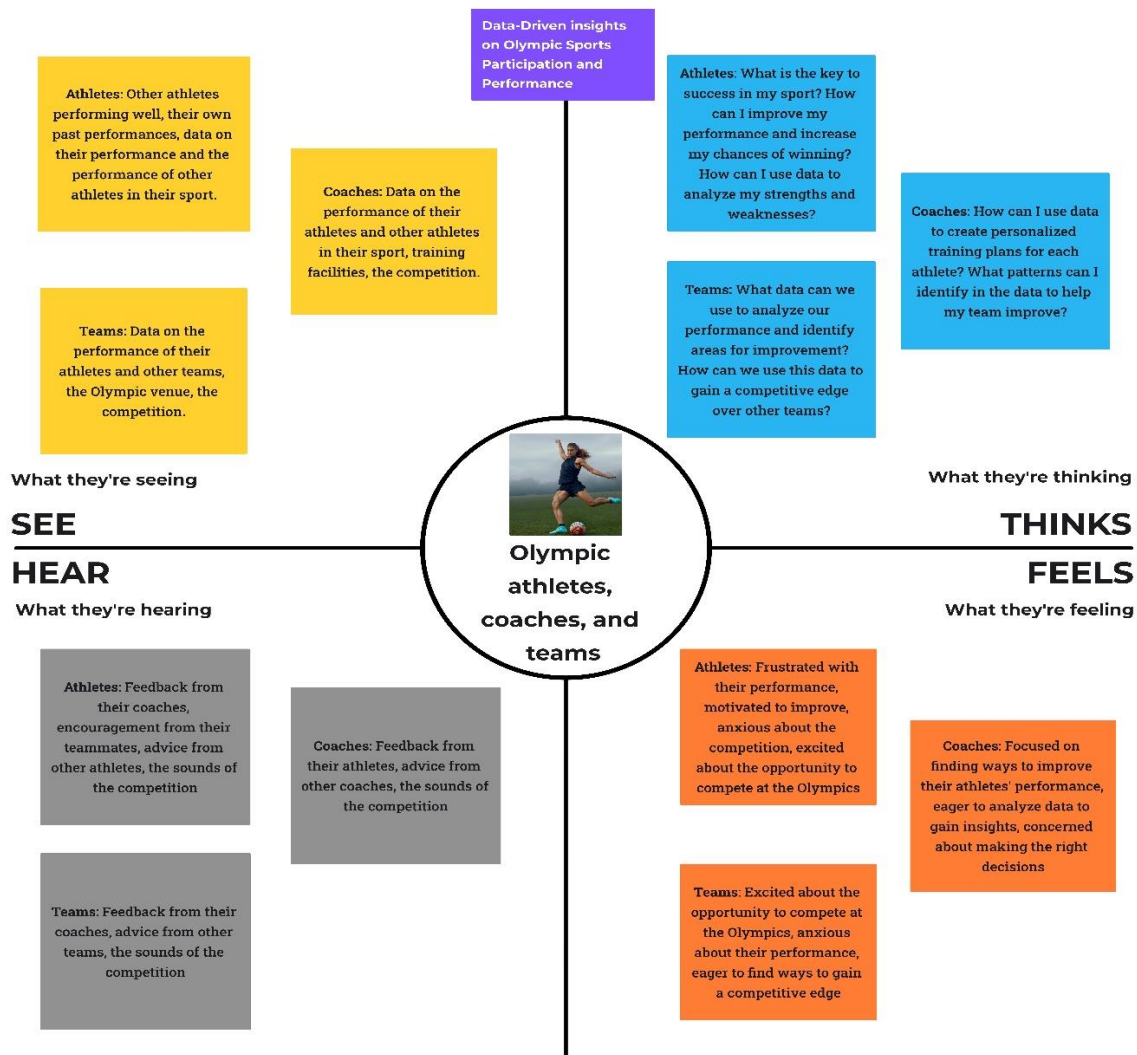 Data-Driven insights
on Olympic Sports
Participation and
Performance
Athletes: Other athletes
performing well, their own
past performances, data on
their performance and the
performance of other
athletes in their sport.
Coaches: Data on the
performance of their
athletes and other athletes
in their sport, training
facilities, the competition.
Teams: Data on the
performance of their
athletes and other teams,
the Olympic venue, the
competition.
What they're seeing
SEE
Athletes: What is the key to
success in my sport? How
can I improve my
performance and increase
my chances of winning?
How can I use data to
analyze my strengths and
weaknesses?
Coaches: How can I use data
to create personalized
training plans for each
athlete? What patterns can I
identify in the data to help
my team improve?
Teams: What data can we
use to analyze our
performance and identify
areas for improvement?
How can we use this data to
gain a competitive edge
over other teams?
What they're thinking
THINKS
Olympic
athletes,
coaches, and
teams
HEAR
What they're hearing
Athletes: Feedback from
their coaches,
encouragement from their
teammates, advice from
other athletes, the sounds of
the competition
Coaches: Feedback from
their athletes, advice from
other coaches, the sounds of
the competition
Teams: Feedback from their
coaches, advice from other
teams, the sounds of the
competition
FEELS
What they're feeling
Athletes: Frustrated with
their performance,
motivated to improve,
anxious about the
competition, excited
about the opportunity to
compete at the Olympics
Coaches: Focused on
finding ways to improve
their athletes' performance,
eager to analyze data to
gain insights, concerned
about making the right
decisions
Teams: Excited about the
opportunity to compete at
the Olympics, anxious
about their performance,
eager to find ways to gain
a competitive edge